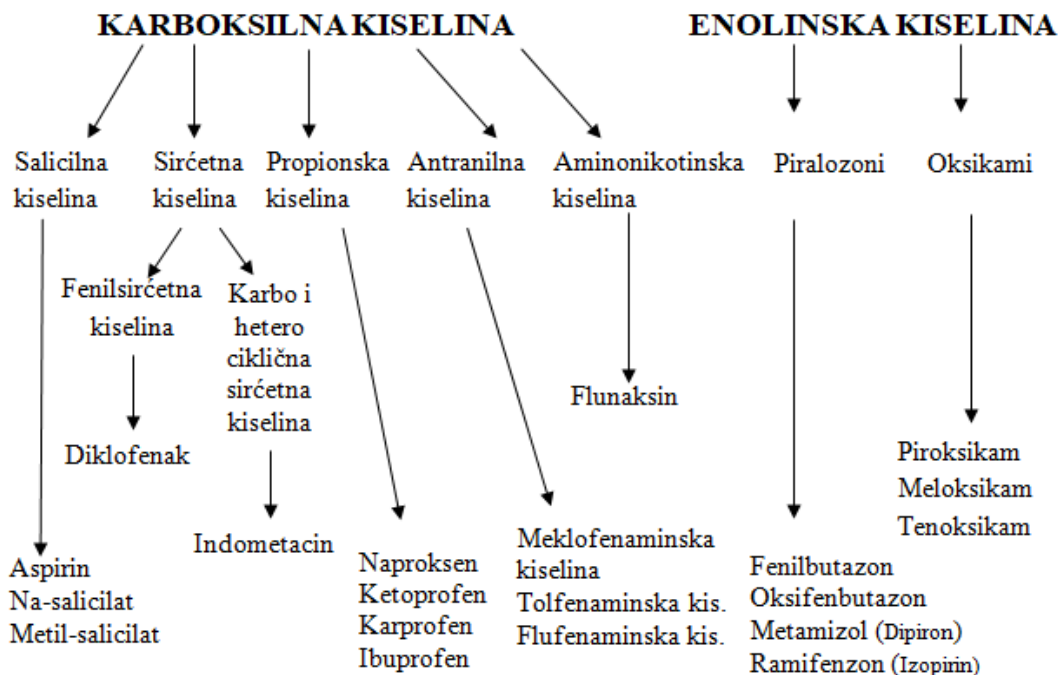 KARBOKSILNA KISELINA
ENOLINSKA KISELINA
Salicilna
kiselina
Sirćetna
kiselina
Propionska
kiselina
Antranilna
kiselina
Aminonikotinska
kiselina
Piralozoni
Oksikami
Fenilsirćetna
kiselina
Karbo i
hetero
ciklična
sirćetna
kiselina
Flunaksin
Diklofenak
Indometacin
Piroksikam
Meloksikam
Tenoksikam
Aspirin
Na-salicilat
Metil-salicilat
Naproksen
Ketoprofen
Karprofen
Ibuprofen
Meklofenaminska
kiselina
Tolfenaminska kis.
Flufenaminska kis.
Fenilbutazon
Oksifenbutazon
Metamizol (Dipiron)
Ramifenzon (Izopirin)